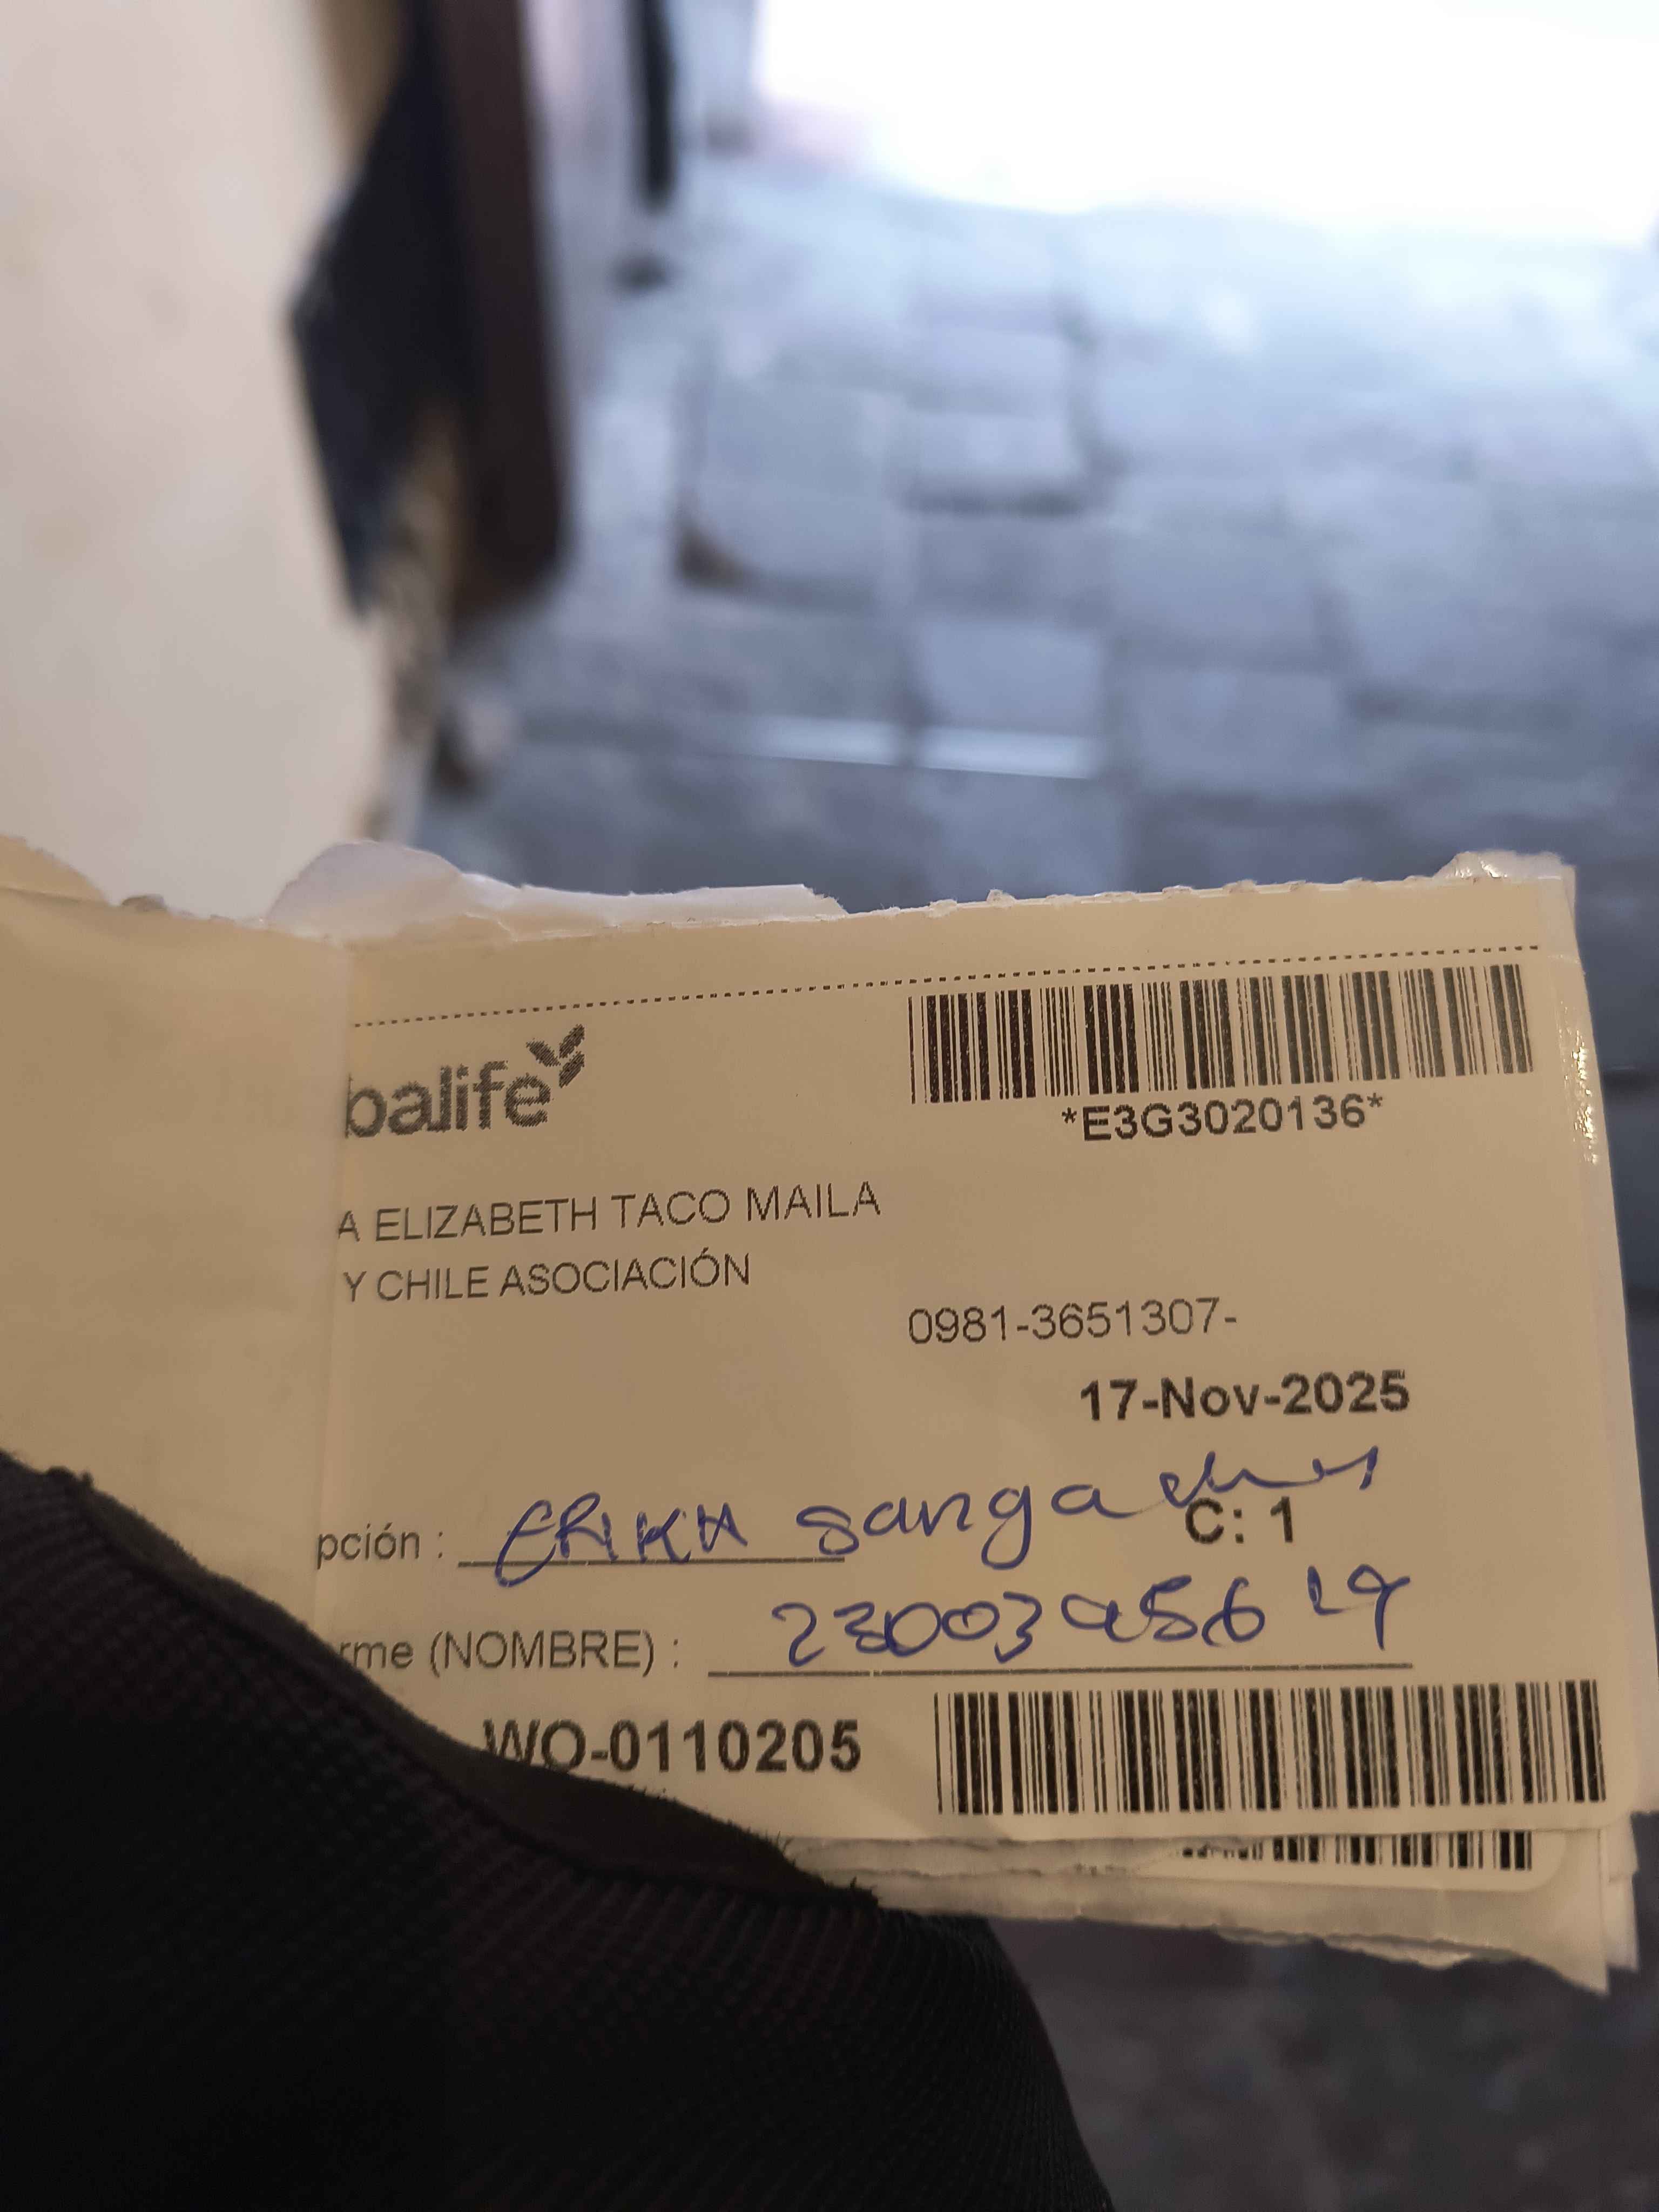 balife
*E3G3020136*
A ELIZABETH TACO MAILA
Y CHILE ASOCIACIÓN
0981-3651307-
17-Nov-2025
pción : ERIKA Sanga
C: 1
rme (NOMBRE) : 2300395619
WO-0110205